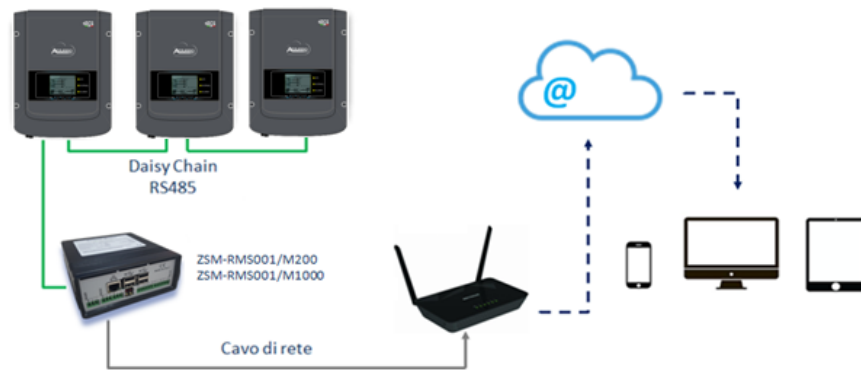 @
Daisy Chain
RS485
ZSM-RMS001/M200
ZSM-RMS001/M1000
Cavo di rete